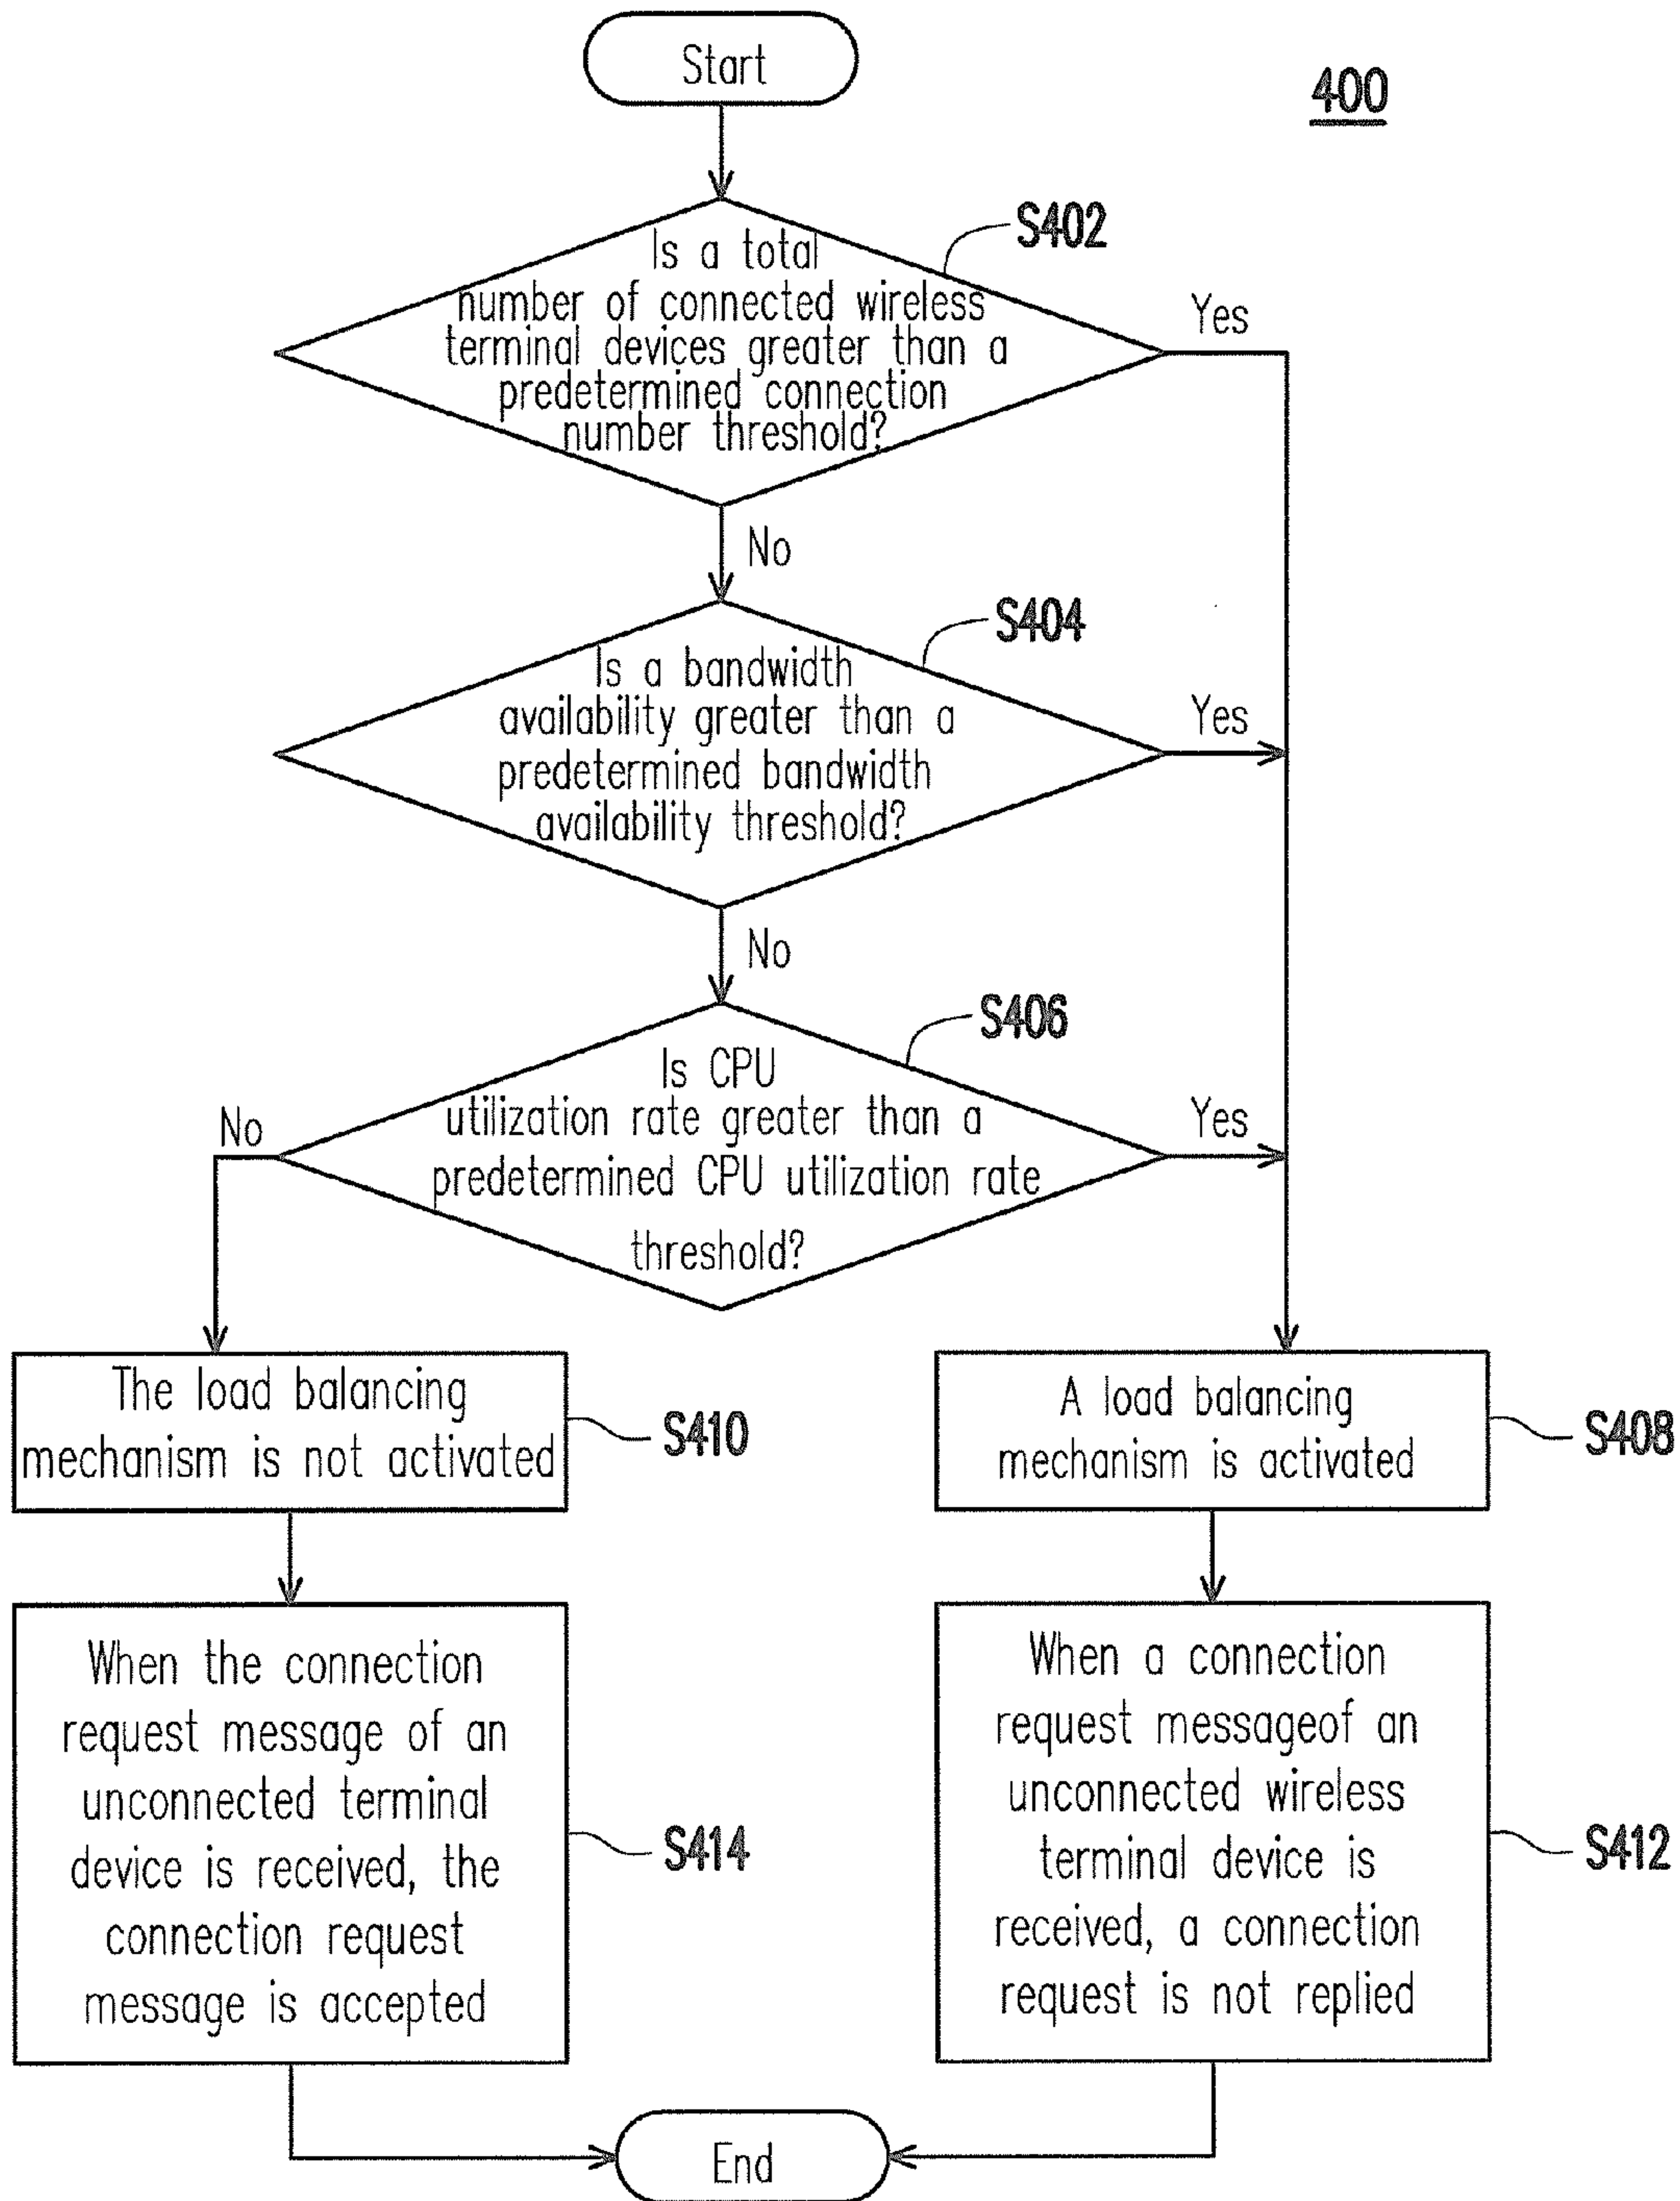 Start
400
S402
Is a total
number of connected wireless
terminal devices greater than a
predetermined connection
number threshold?
Yes
No
S404
Is a bandwidth
availability greater than a
predetermined bandwidth
availability threshold?
Yes
No
S406
Is CPU
utilization rate greater than a
predetermined CPU utilization rate
threshold?
No
Yes
The load balancing
mechanism is not activated
S410
A load balancing
mechanism is activated
S408
When the connection
request message of an
unconnected terminal
device is received, the
connection request
message is accepted
S414
When a connection
request messageof an
unconnected wireless
terminal device is
received, a connection
request is not replied
S412
End